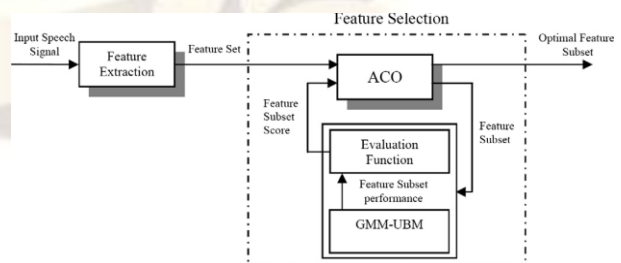 Feature Selection
Input Speech
Signal
Feature
Extraction
Feature Set
ACO
Optimal Feature
Subset
Feature
Subset
Score
Feature
Subset
Evaluation
Function
Feature Subset
performance
GMM-UBM